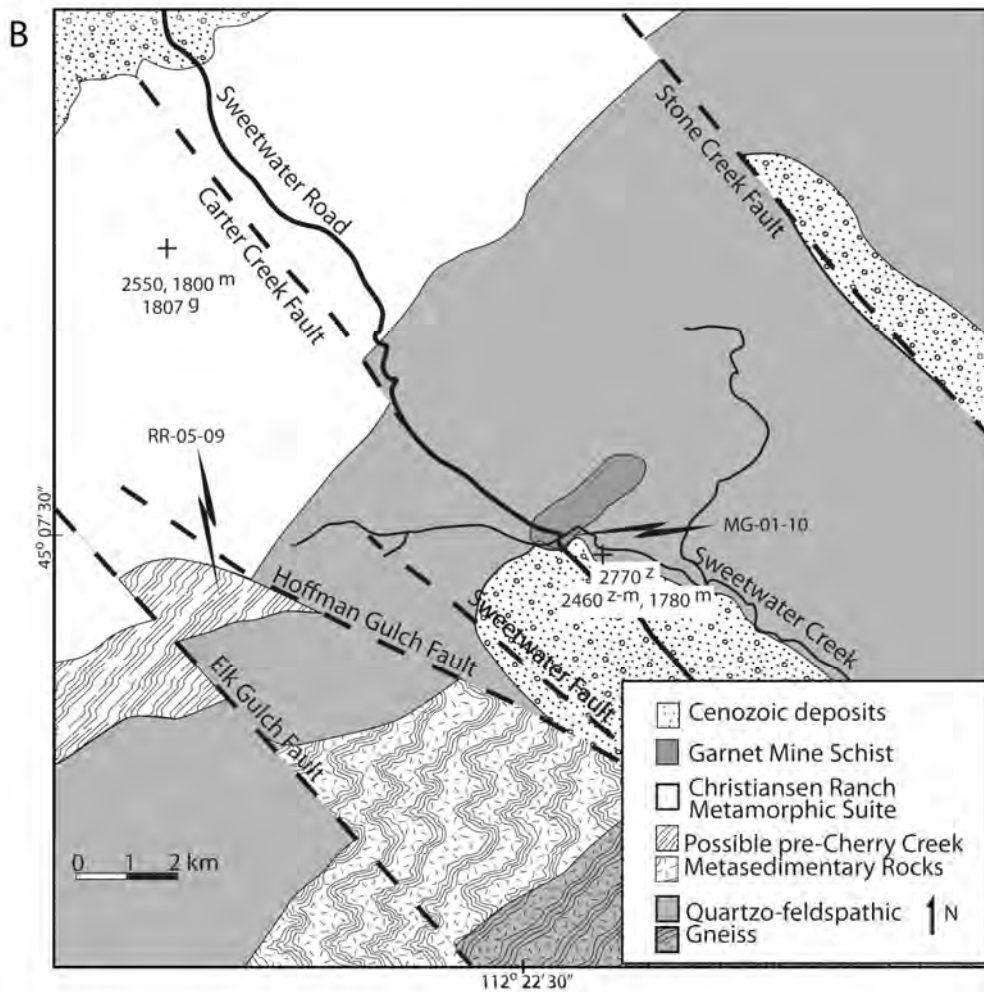 B
Sweetwater Road
Carter Creek Fault
Stone Creek Fault
2550, 1800 m
1807 g
RR-05-09
45° 07'30"
MG-01-10
2770 z
2460 z-m, 1780 m
Sweetwater Creek
Hoffman Gulch Fault
Sweetwater Fault
Elk Gulch Fault
0 1 2 km
Cenozoic deposits
Garnet Mine Schist
Christiansen Ranch
Metamorphic Suite
Possible pre-Cherry Creek
Metasedimentary Rocks
Quartzo-feldspathic
Gneiss
N
112° 22'30"